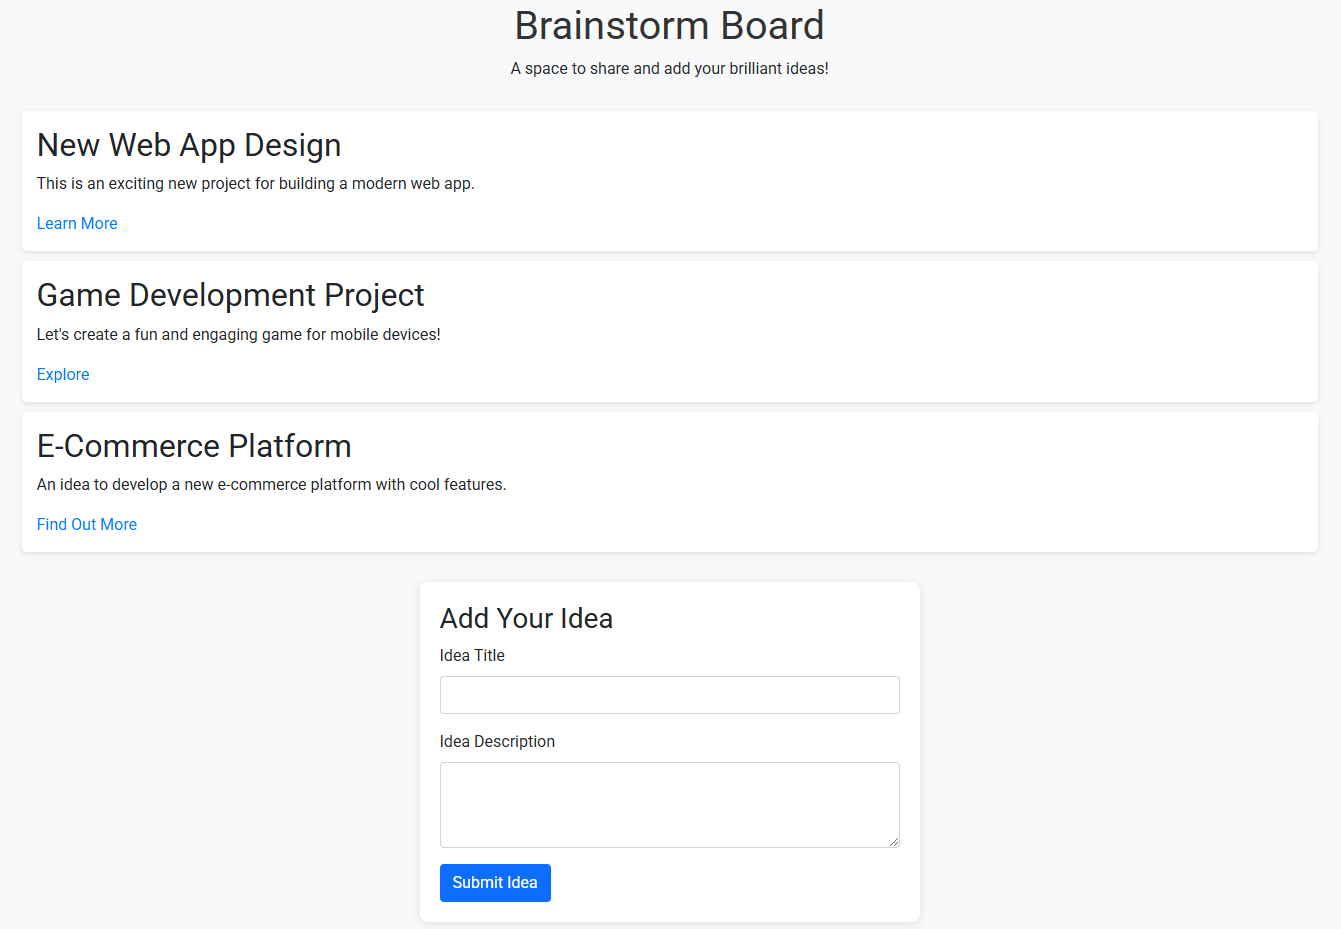 Brainstorm Board
A space to share and add your brilliant ideas!
New Web App Design
This is an exciting new project for building a modern web app.
Learn More
Game Development Project
Let's create a fun and engaging game for mobile devices!
Explore
E-Commerce Platform
An idea to develop a new e-commerce platform with cool features.
Find Out More
Add Your Idea
Idea Title
Idea Description
Submit Idea